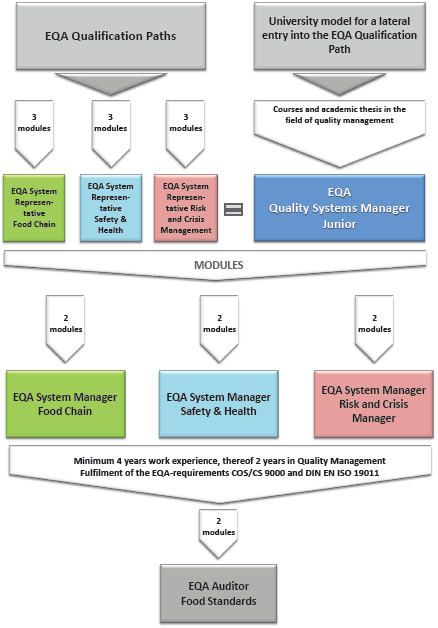 EQA Qualification Paths
University model for a lateral
entry into the EQA Qualification
Path
3
modules
3
modules
3
modules
Courses and academic thesis in the
field of quality management
EQA System
Represen-
tative
Food Chain
EQA System
Represen-
tative
Safety &
Health
EQA System
Represen-
tative Risk
and Crisis
Management
=
EQA
Quality Systems Manager
Junior
MODULES
2
modules
2
modules
2
modules
EQA System Manager
Food Chain
EQA System Manager
Safety & Health
EQA System Manager
Risk and Crisis
Manager
Minimum 4 years work experience, thereof 2 years in Quality Management
Fulfilment of the EQA-requirements COS/CS 9000 and DIN EN ISO 19011
2
modules
EQA Auditor
Food Standards